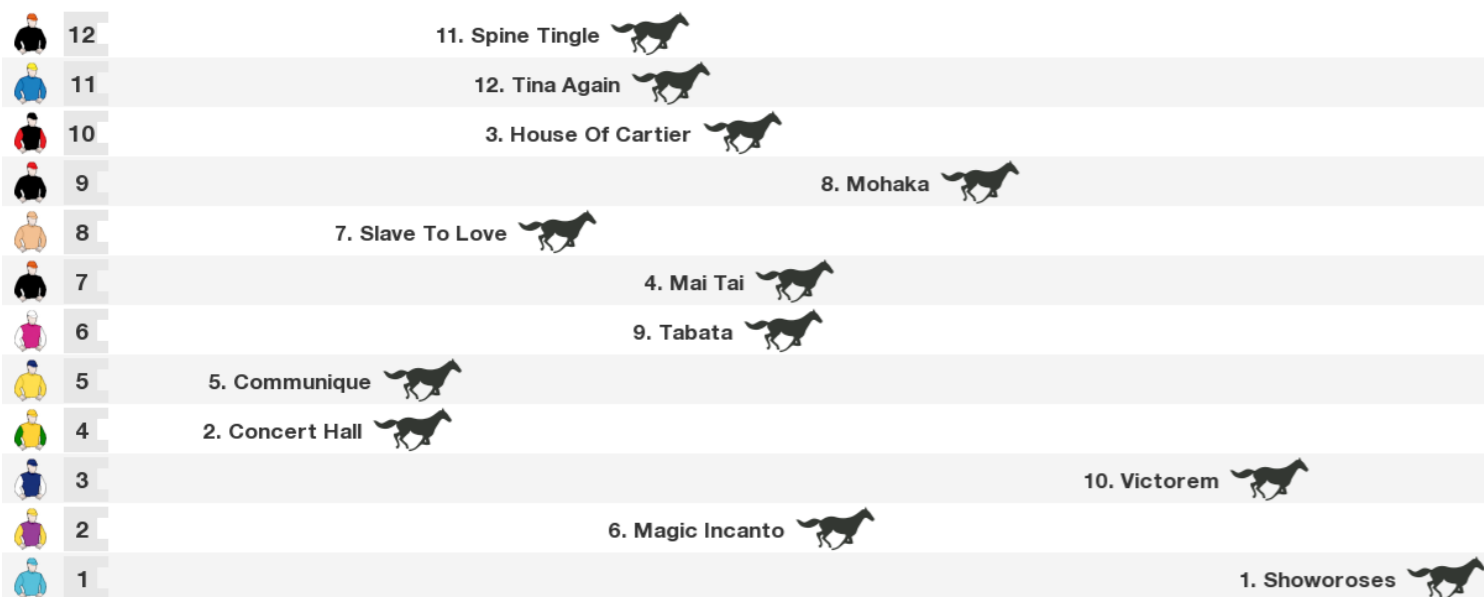 12 11. Spine Tingle
11 12. Tina Again
10 3. House Of Cartier
9 8. Mohaka
8 7. Slave To Love
7 4. Mai Tai
6 9. Tabata
5 5. Communique
4 2. Concert Hall
3 10. Victorem
2 6. Magic Incanto
1 1. Showoroses